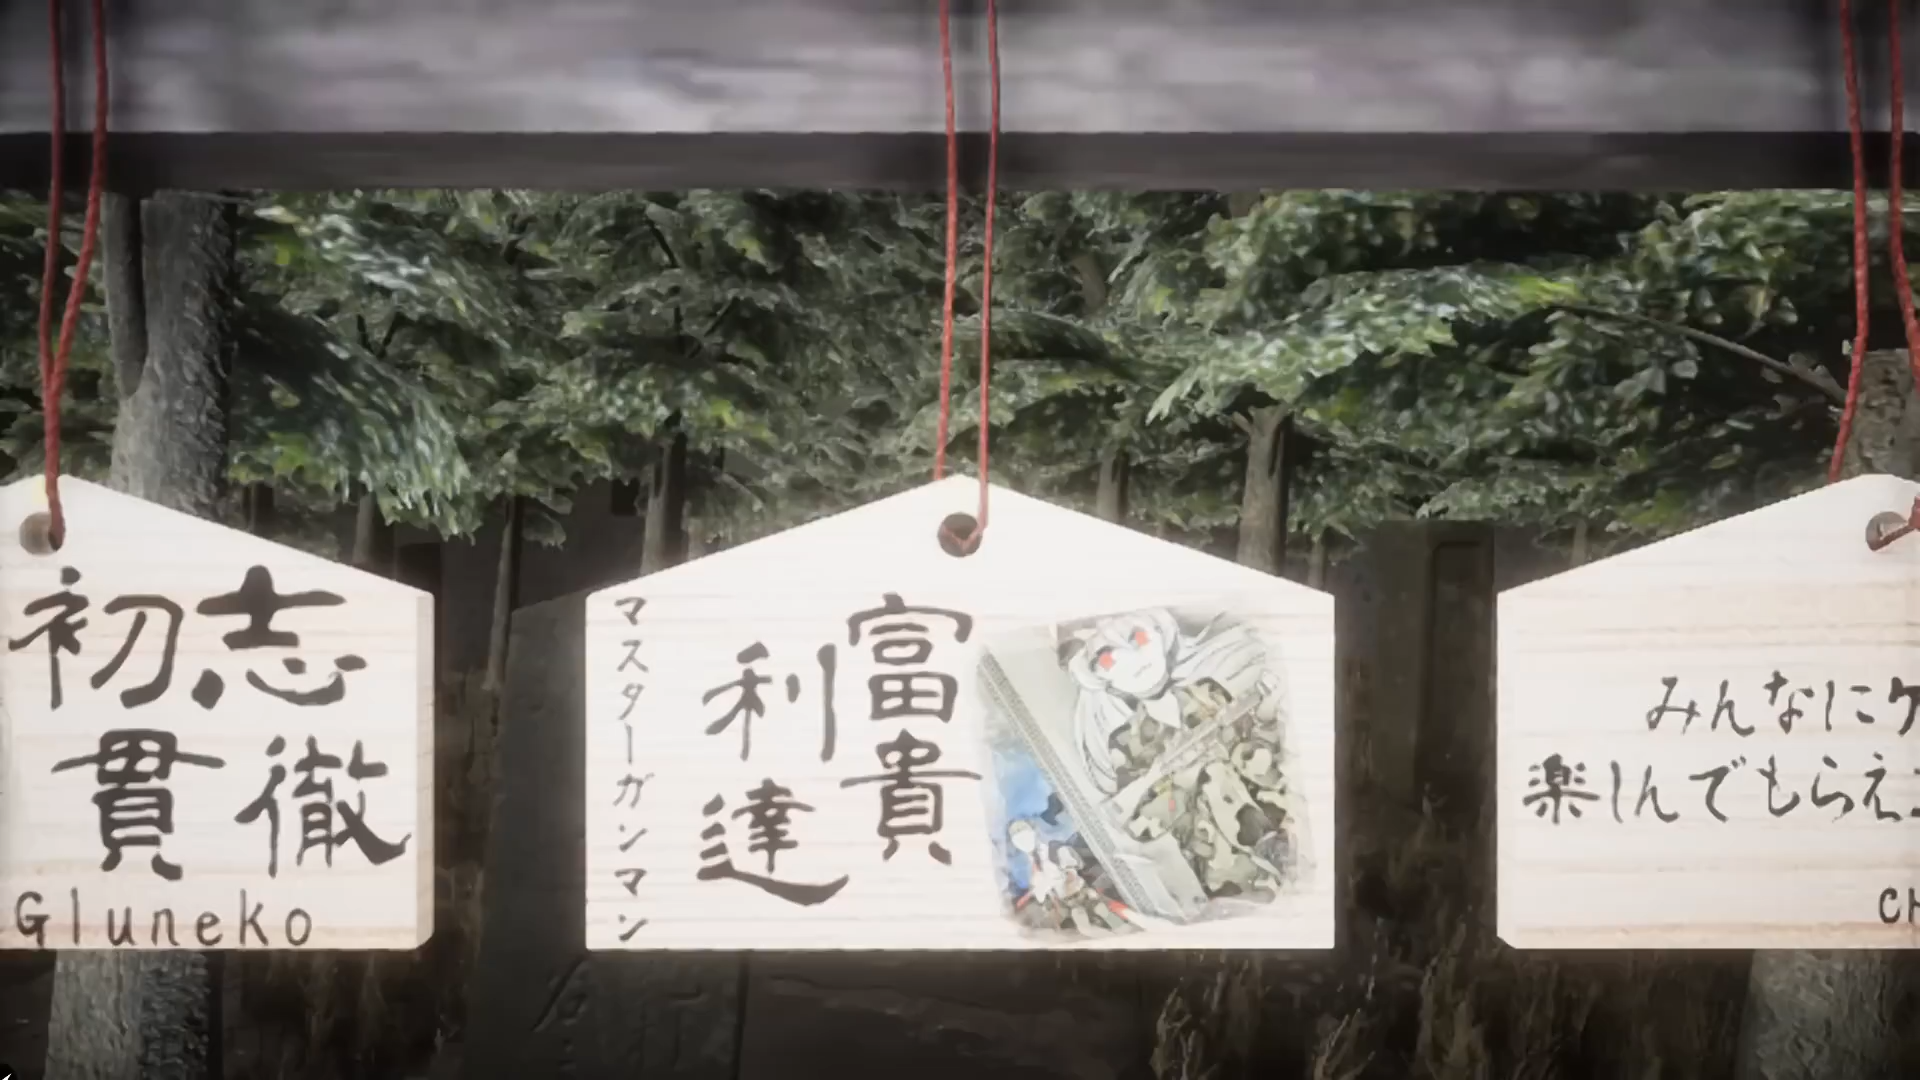 初志
貫徹
Gluneko
富貴
利達
マスターガンマン
みんなに
楽しんでもらえ
CH